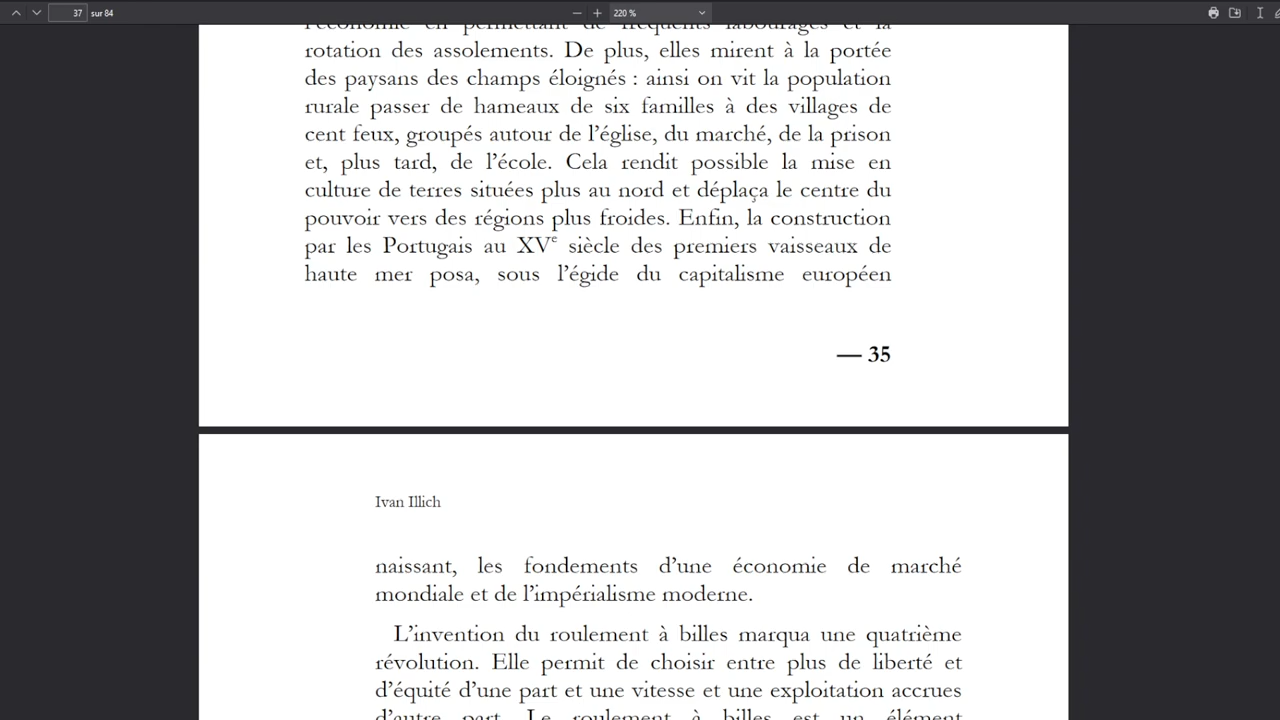 37 sur 84
220 %
l'économie en permettant de fréquents labourages et la
rotation des assolements. De plus, elles mirent à la portée
des paysans des champs éloignés : ainsi on vit la population
rurale passer de hameaux de six familles à des villages de
cent feux, groupés autour de l'église, du marché, de la prison
et, plus tard, de l'école. Cela rendit possible la mise en
culture de terres situées plus au nord et déplaça le centre du
pouvoir vers des régions plus froides. Enfin, la construction
par les Portugais au XVe siècle des premiers vaisseaux de
haute mer posa, sous l'égide du capitalisme européen
— 35
Ivan Illich
naissant, les fondements d'une économie de marché
mondiale et de l'impérialisme moderne.
L'invention du roulement à billes marqua une quatrième
révolution. Elle permit de choisir entre plus de liberté et
d'équité d'une part et une vitesse et une exploitation accrues
d'autre part. Le roulement à billes est un élément